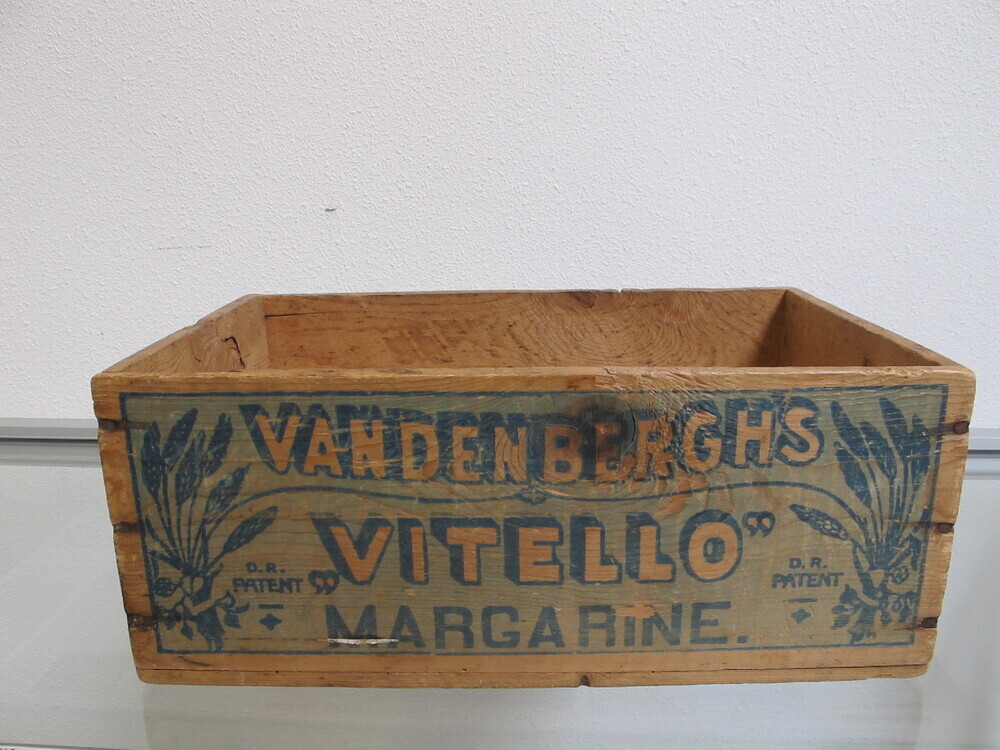 VANDENBERGHS
„VITELLO”
D.R. PATENT
D.R. PATENT
MARGARINE.